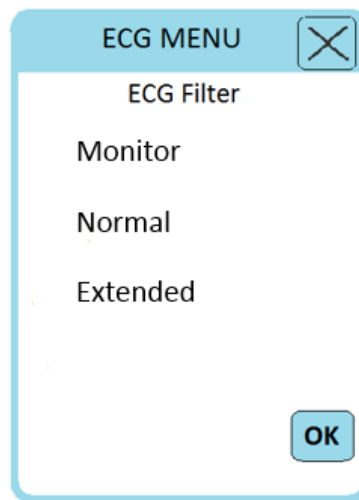 ECG MENU
ECG Filter
Monitor
Normal
Extended
OK